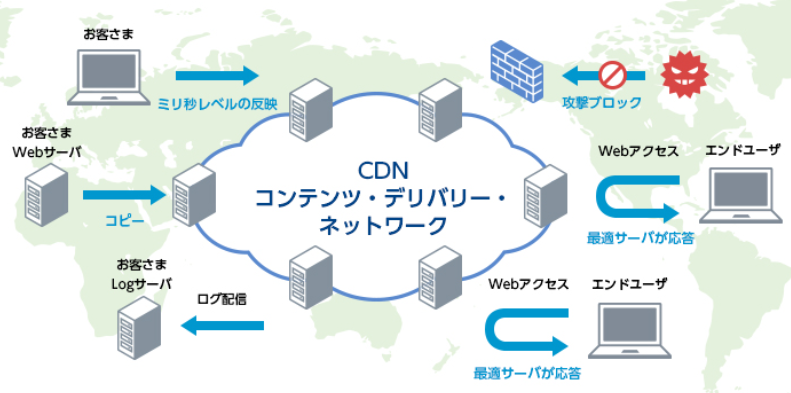 お客さま
ミリ秒レベルの反映
攻撃ブロック
お客さま
Webサーバ
コピー
CDN
コンテンツ・デリバリー・
ネットワーク
Webアクセス
エンドユーザ
最適サーバが応答
お客さま
Logサーバ
ログ配信
Webアクセス
エンドユーザ
最適サーバが応答